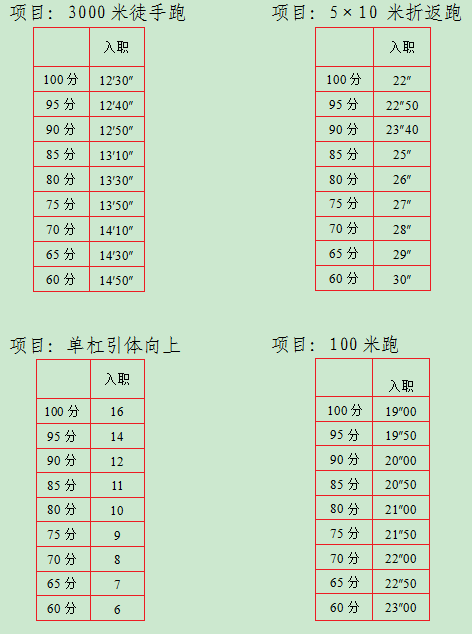 项目：3000 米徒手跑
入职
100 分 12′30″
95 分 12′40″
90 分 12′50″
85 分 13′10″
80 分 13′30″
75 分 13′50″
70 分 14′10″
65 分 14′30″
60 分 14′50″
项目：5×10 米折返跑
入职
100 分 22″
95 分 22″50
90 分 23″40
85 分 25″
80 分 26″
75 分 27″
70 分 28″
65 分 29″
60 分 30″
项目：单杠引体向上
入职
100 分 16
95 分 14
90 分 12
85 分 11
80 分 10
75 分 9
70 分 8
65 分 7
60 分 6
项目：100 米跑
入职
100 分 19″00
95 分 19″50
90 分 20″00
85 分 20″50
80 分 21″00
75 分 21″50
70 分 22″00
65 分 22″50
60 分 23″00